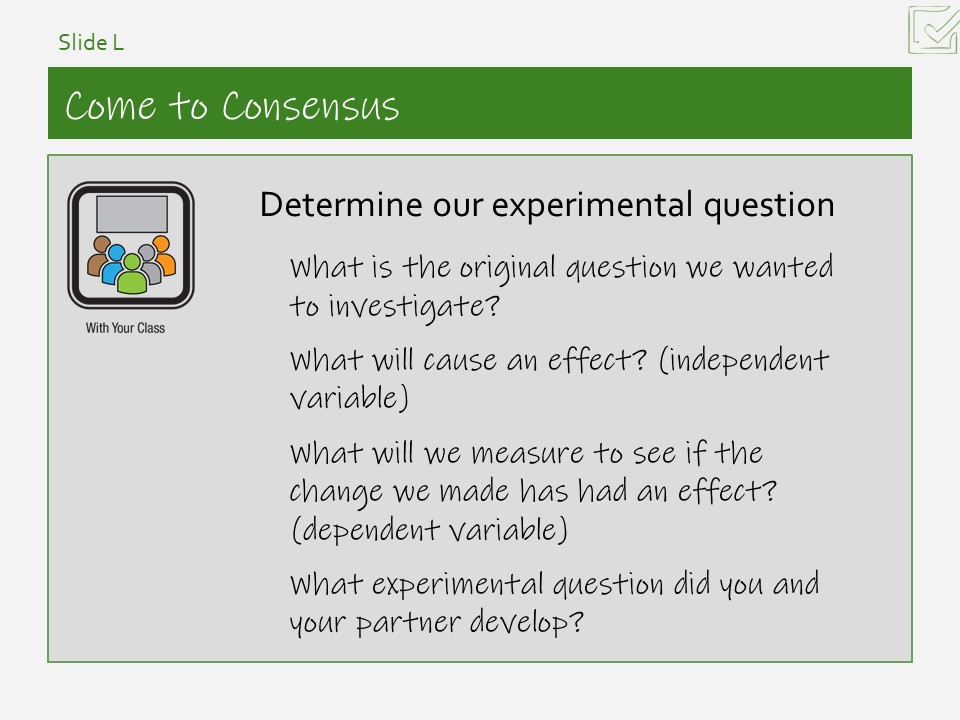 Slide L
Come to Consensus
With Your Class
Determine our experimental question
What is the original question we wanted
to investigate?
What will cause an effect? (independent
variable)
What will we measure to see if the
change we made has had an effect?
(dependent variable)
What experimental question did you and
your partner develop?